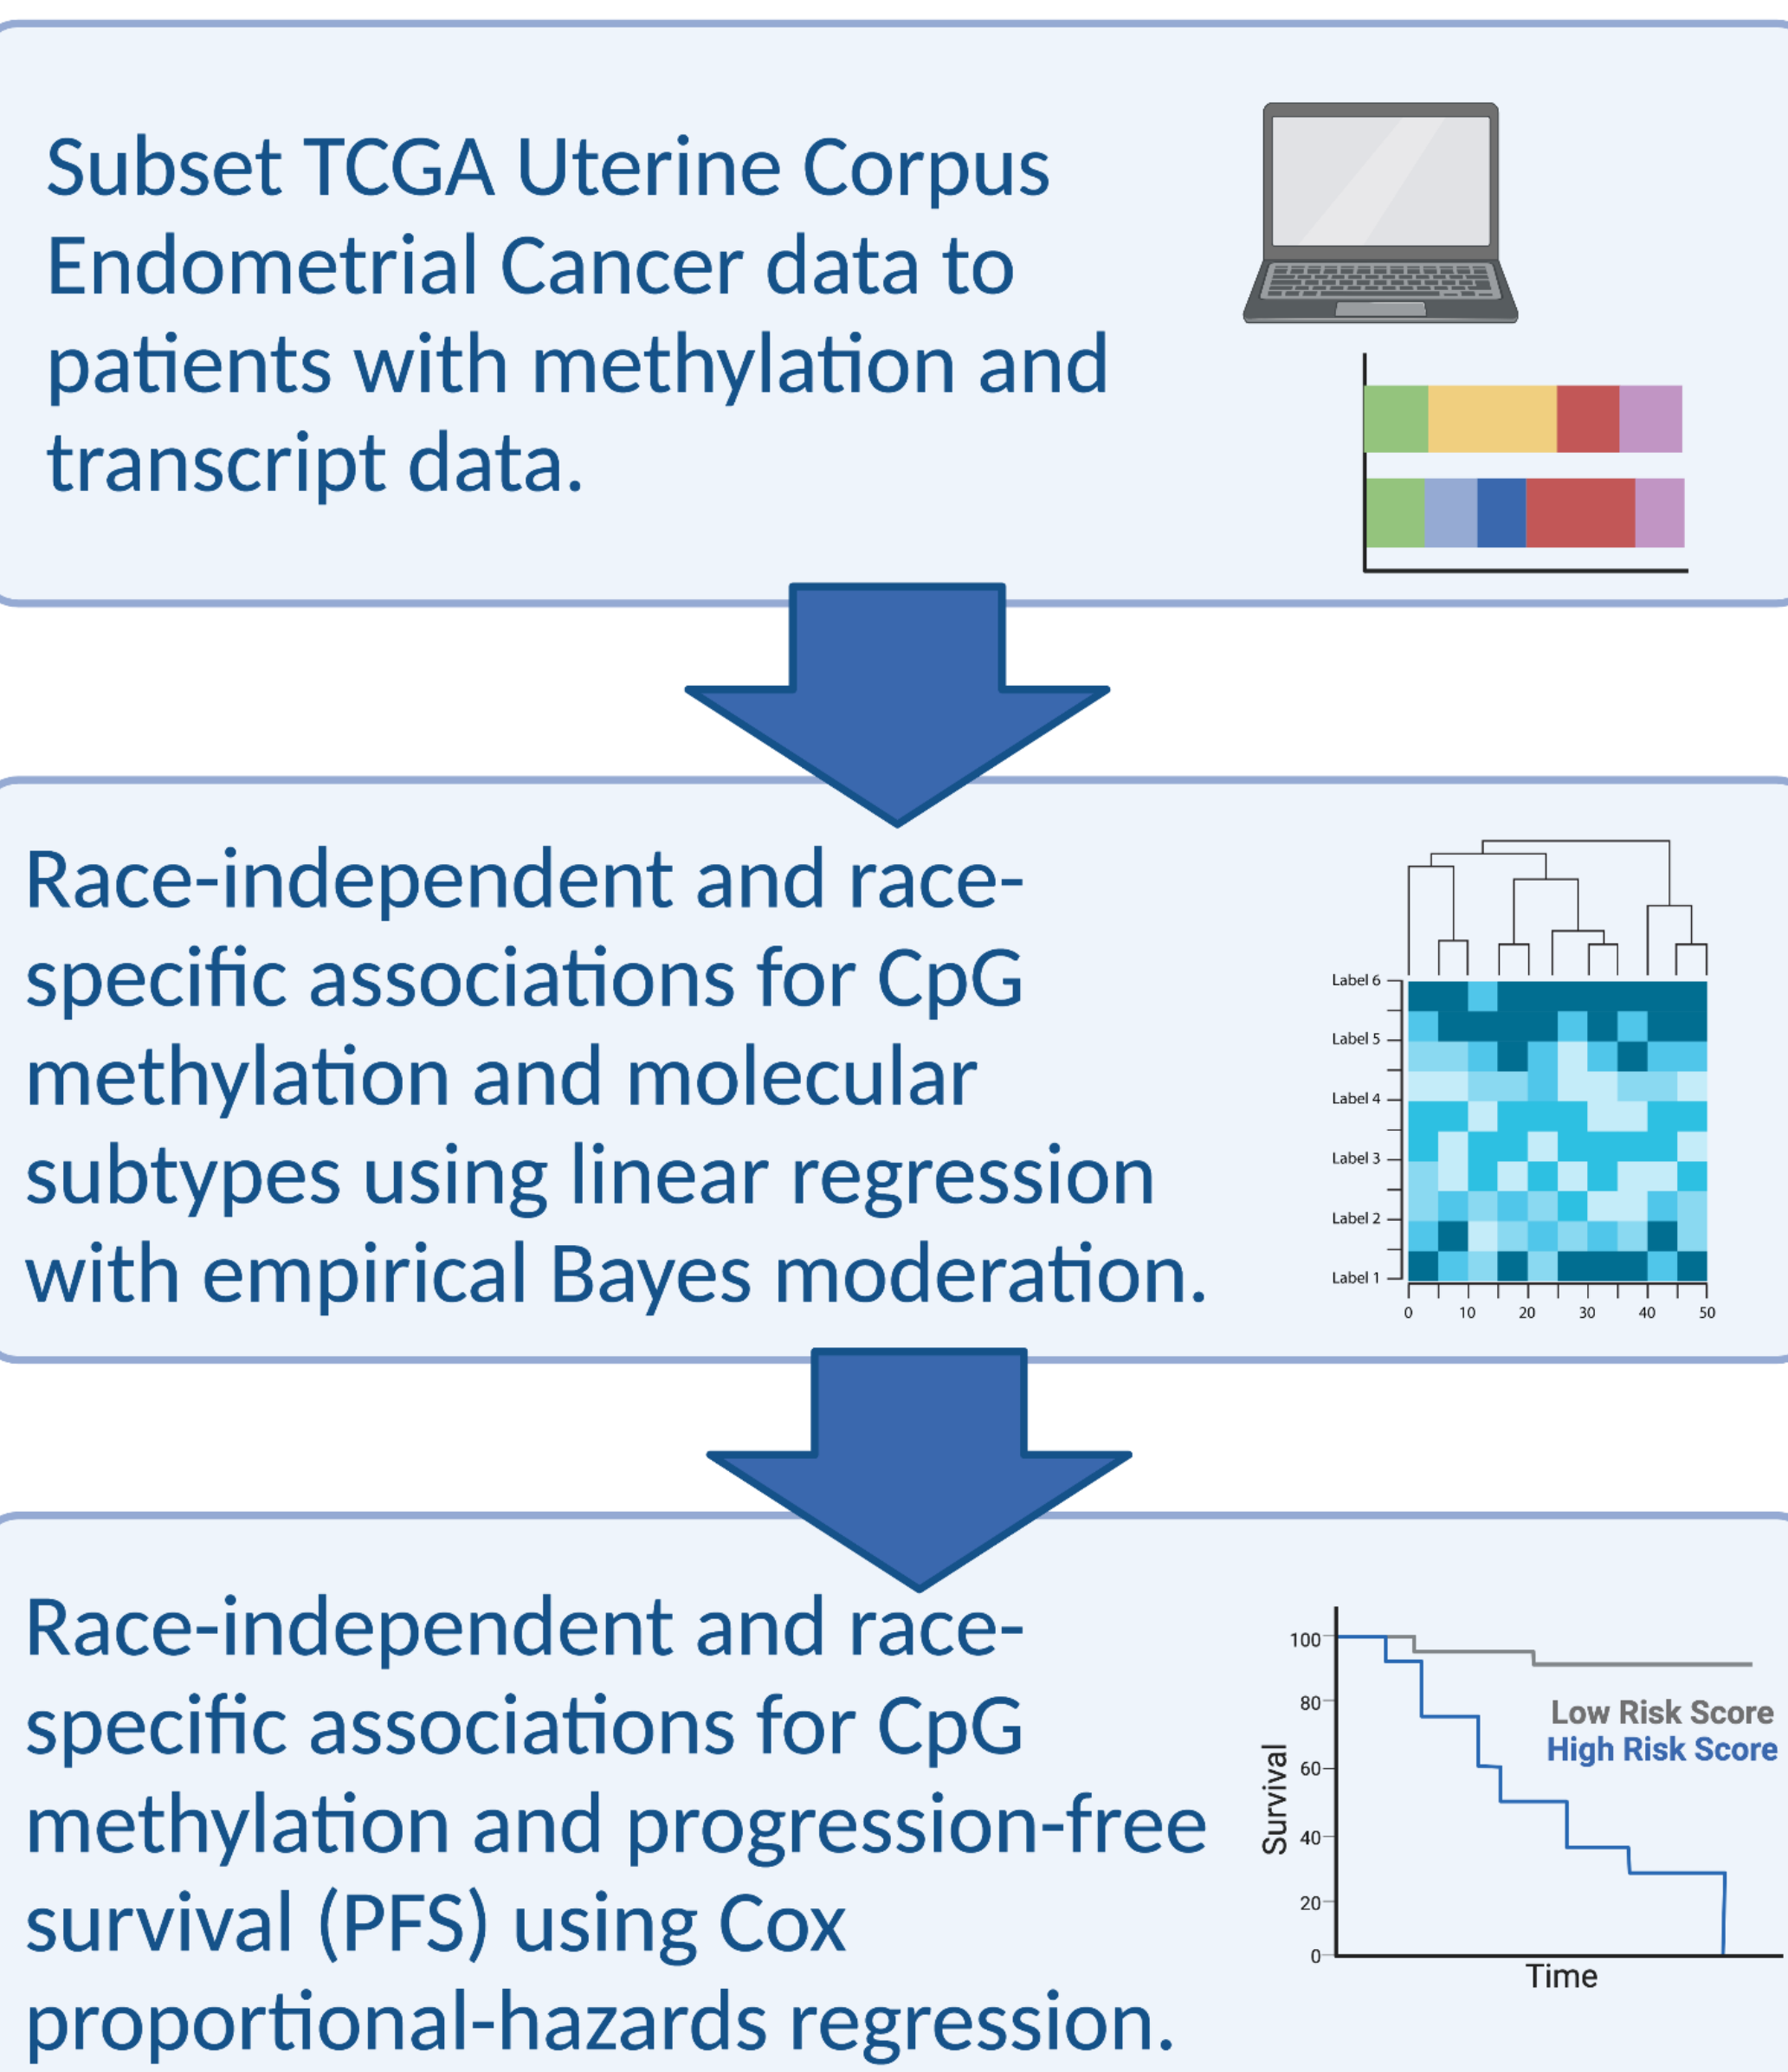 Subset TCGA Uterine Corpus
Endometrial Cancer data to
patients with methylation and
transcript data.
Race-independent and race-
specific associations for CpG
methylation and molecular
subtypes using linear regression
with empirical Bayes moderation.
Label 6
Label 5
Label 4
Label 3
Label 2
Label 1
0 10 20 30 40 50
Race-independent and race-
specific associations for CpG
methylation and progression-free
survival (PFS) using Cox
proportional-hazards regression.
Survival
100
80
60
40
20
0
Low Risk Score
High Risk Score
Time